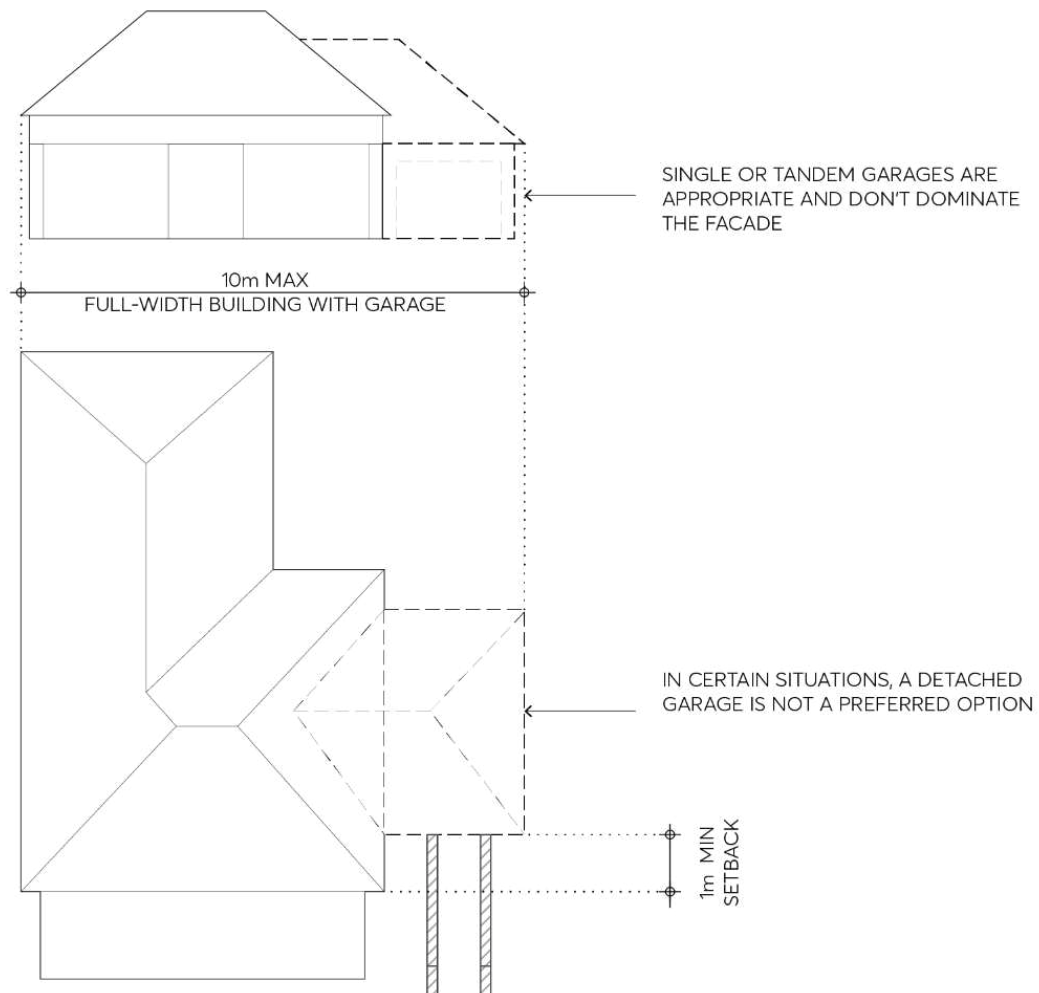 SINGLE OR TANDEM GARAGES ARE
APPROPRIATE AND DON'T DOMINATE
THE FACADE
10m MAX
FULL-WIDTH BUILDING WITH GARAGE
IN CERTAIN SITUATIONS, A DETACHED
GARAGE IS NOT A PREFERRED OPTION
1m MIN
SETBACK